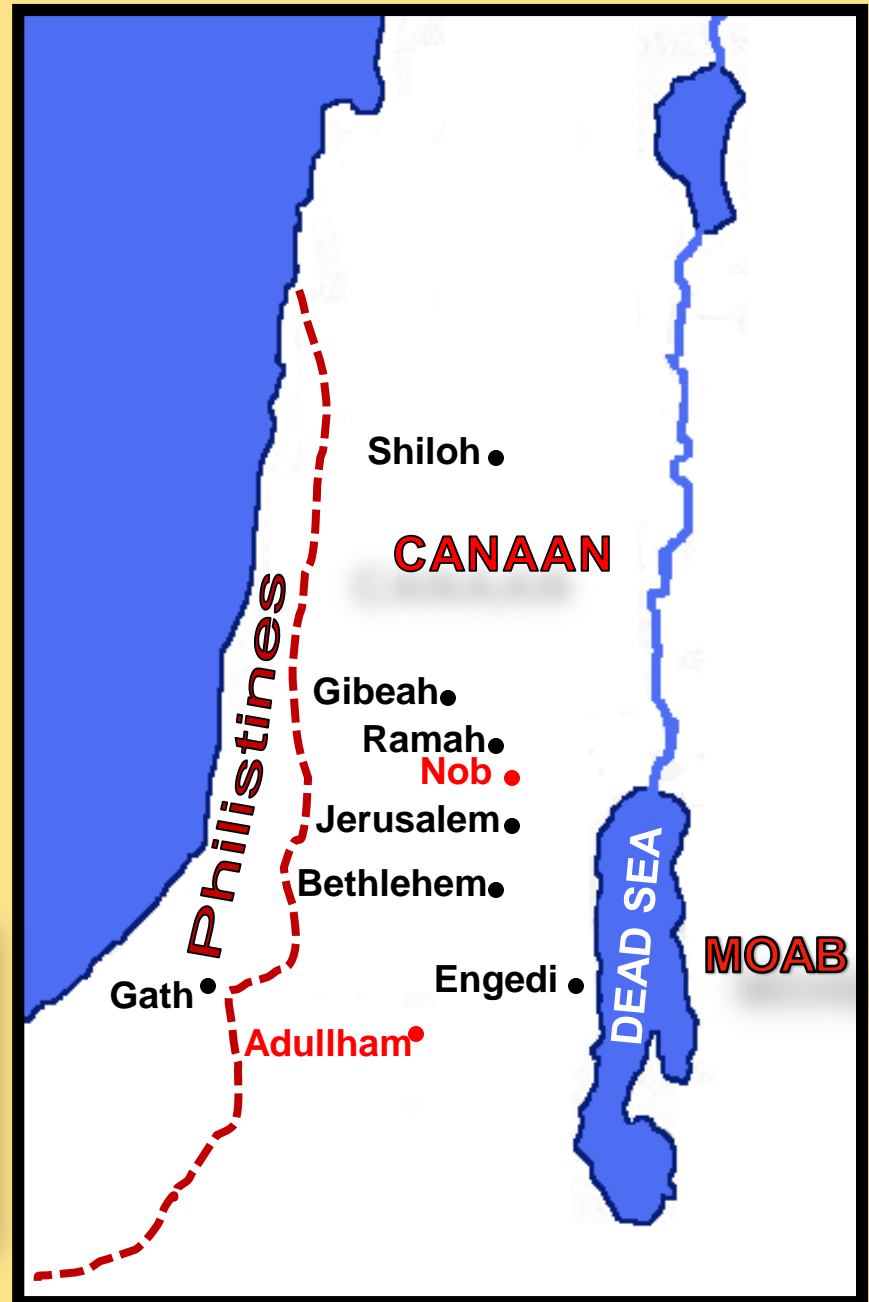 Shiloh
CANAAN
Philistines
Gibeah
Ramah
Nob
Jerusalem
Bethlehem
DEAD SEA
MOAB
Engedi
Gath
Adullham